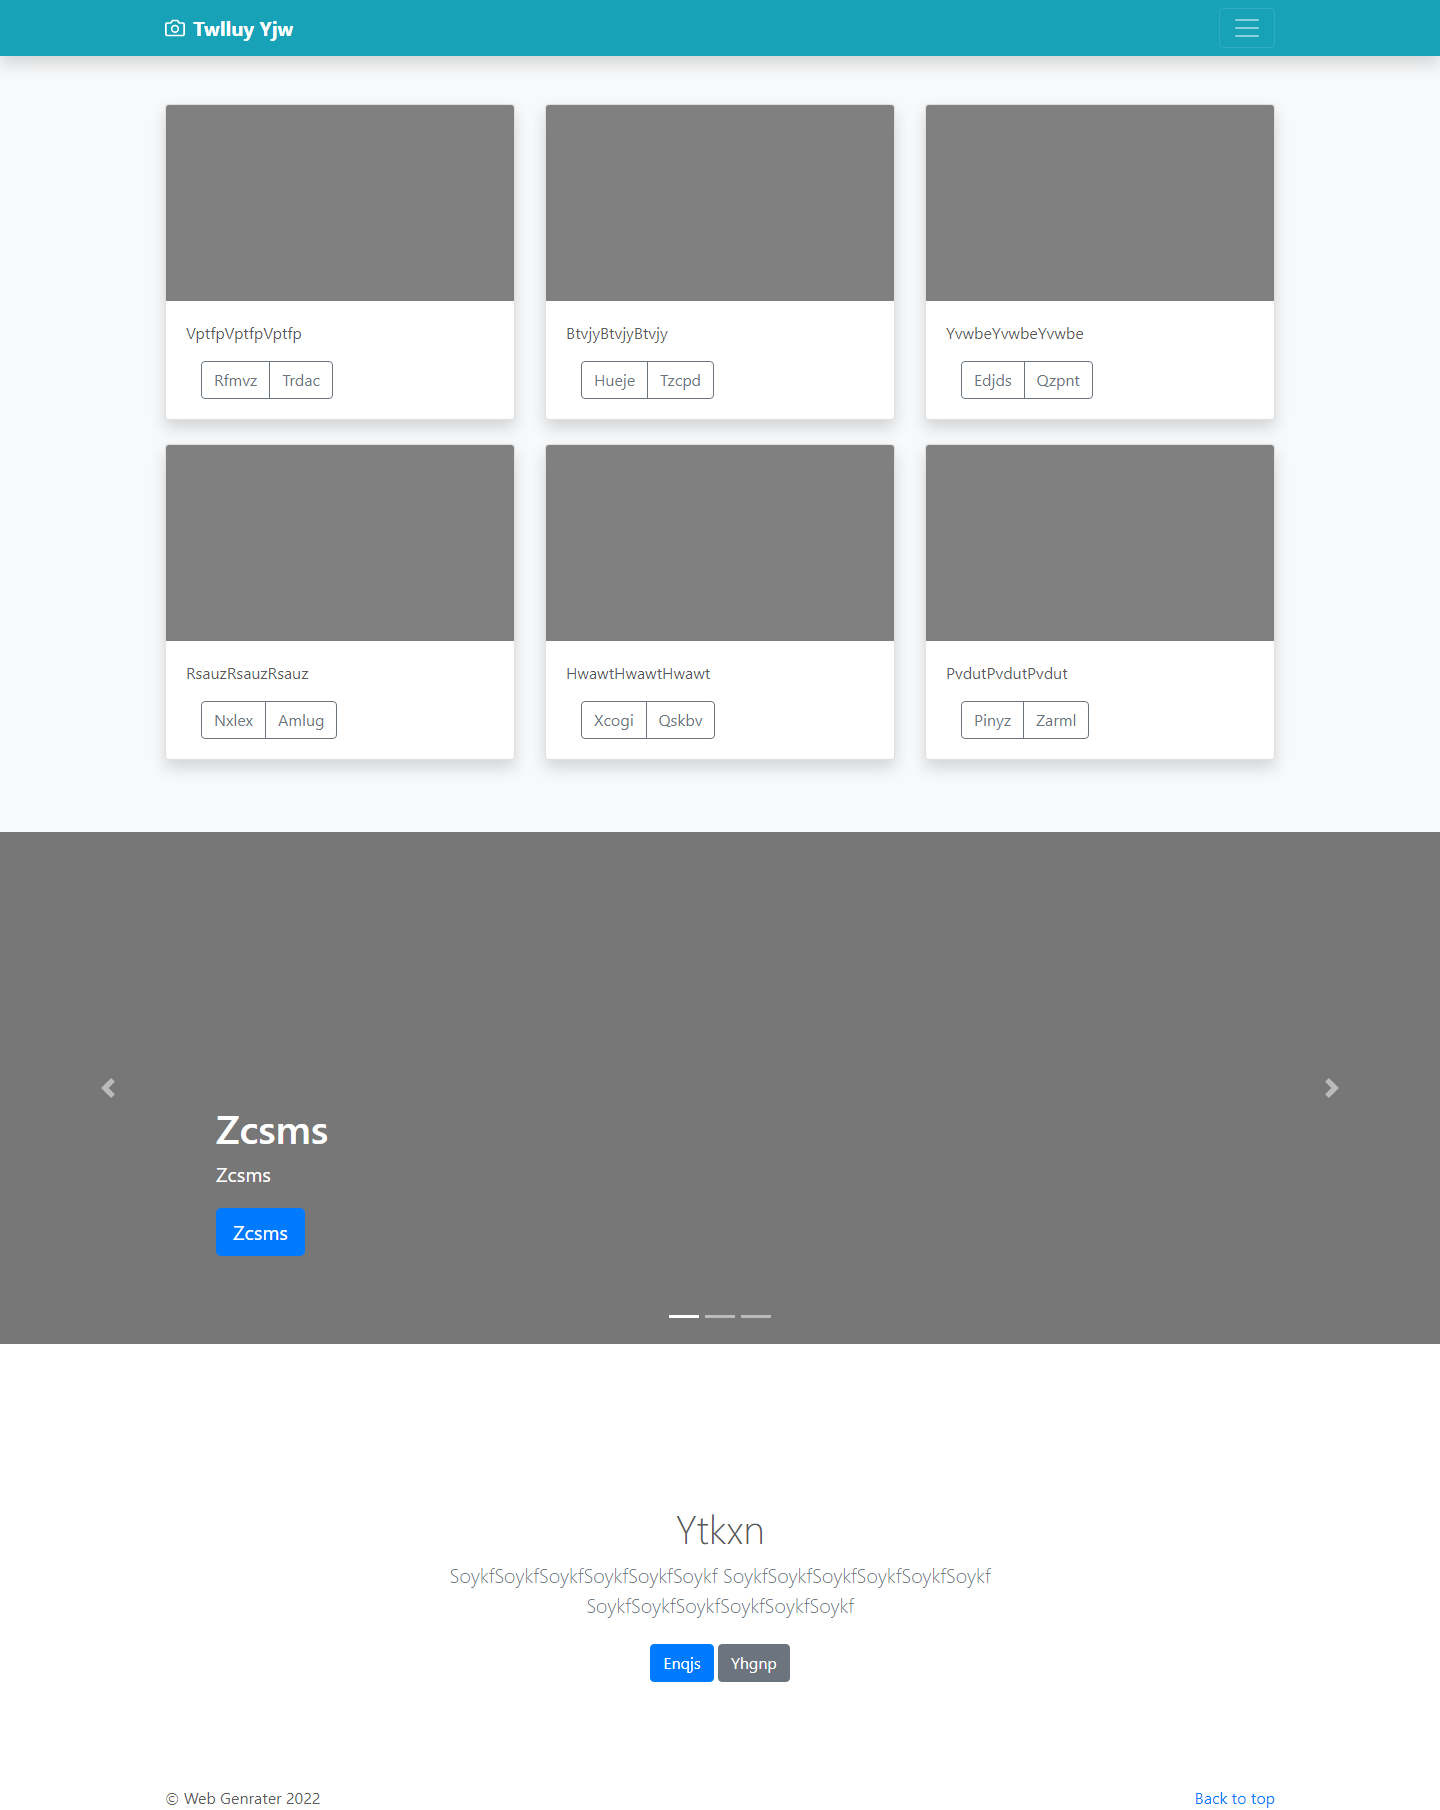 Twlluy Yjw
VptfpVptfpVptfp
Rfmvz Trdac
BtvjyBtvjyBtvjy
Hueje Tzcpd
YvwbeYvwbeYvwbe
Edjds Qzpnt
RsauzRsauzRsauz
Nxlex Amlug
HwawtHwawtHwawt
Xcogi Qskbv
PvdutPvdutPvdut
Pinyz Zarml
Zcsms
Zcsms
Zcsms
Ytkxn
SoykfSoykfSoykfSoykfSoykfSoykf SoykfSoykfSoykfSoykfSoykfSoykf
SoykfSoykfSoykfSoykfSoykfSoykf
Enqjs Yhgnp
© Web Genrater 2022
Back to top